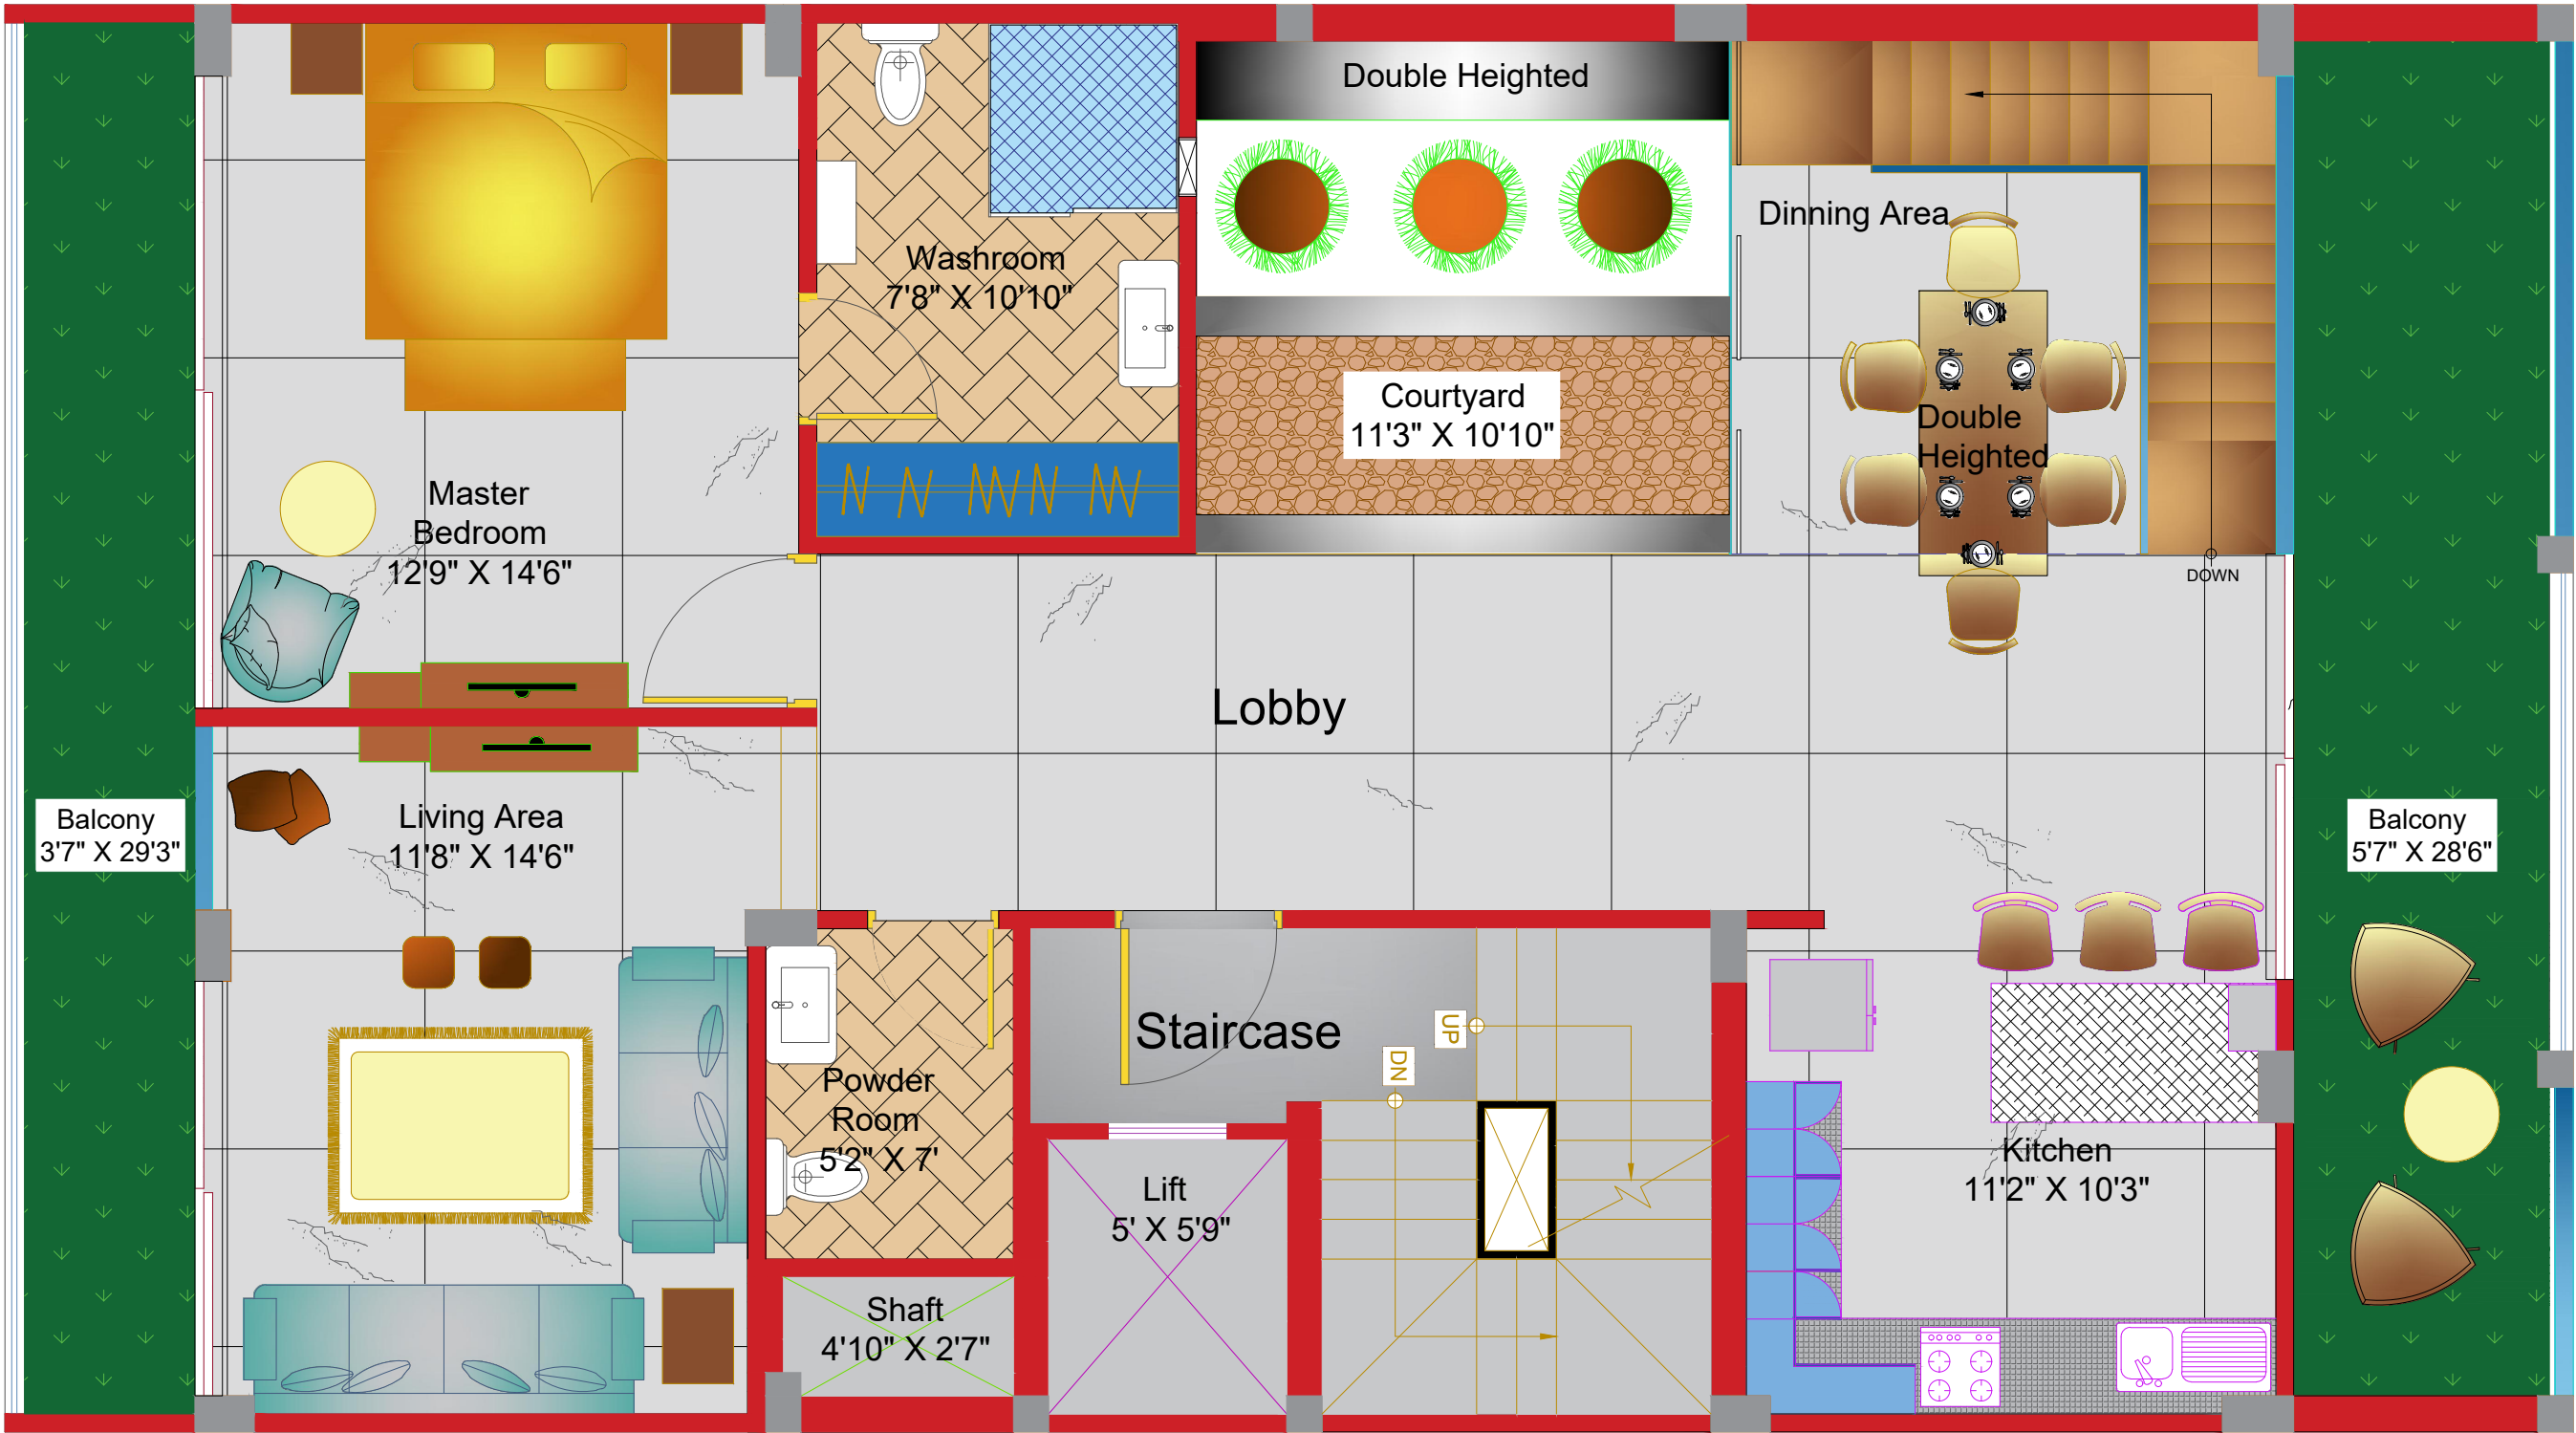 Double Heighted
Dinning Area
Washroom
7'8" X 10'10"
Courtyard
11'3" X 10'10"
Double
Heighted
Master
Bedroom
12'9" X 14'6"
DOWN
Lobby
Balcony
3'7" X 29'3"
Living Area
11'8" X 14'6"
Balcony
5'7" X 28'6"
Staircase
UP
DN
Powder
Room
5'2" X 7'
Kitchen
11'2" X 10'3"
Lift
5' X 5'9"
Shaft
4'10" X 2'7"